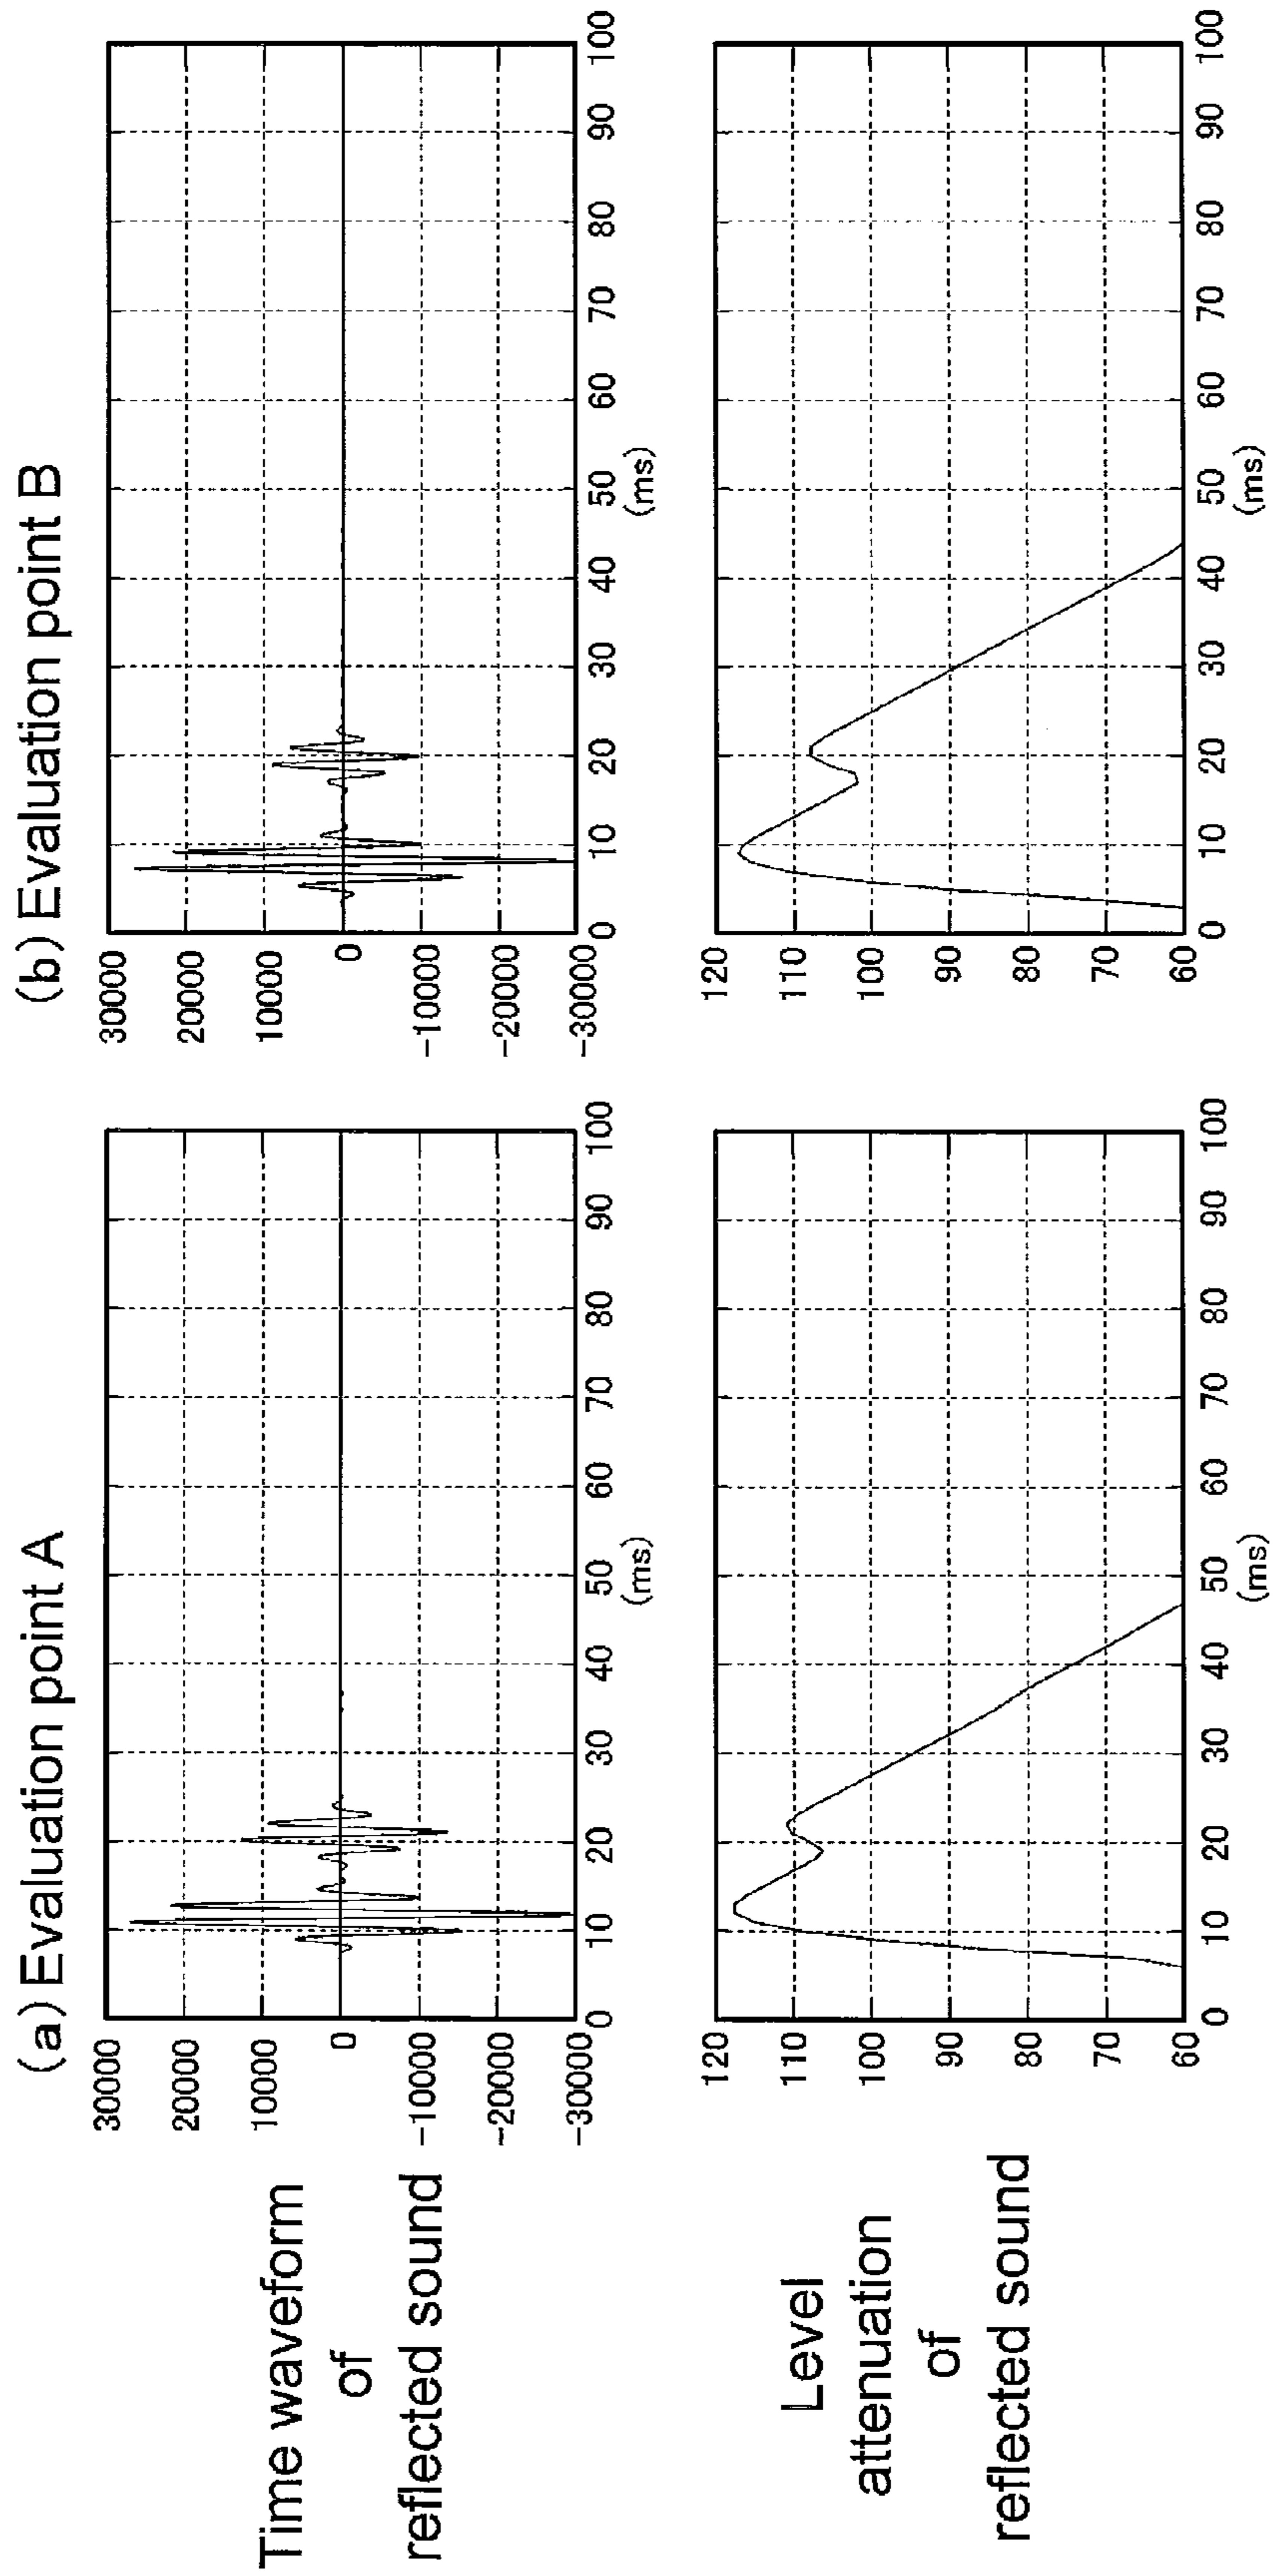 (a) Evaluation point A
(b) Evaluation point B
Time waveform
of
reflected sound
30000
20000
10000
0
-10000
-20000
-30000
0 10 20 30 40 50 60 70 80 90 100
(ms)
30000
20000
10000
0
-10000
-20000
-30000
0 10 20 30 40 50 60 70 80 90 100
(ms)
Level
attenuation
of
reflected sound
120
110
100
90
80
70
60
0 10 20 30 40 50 60 70 80 90 100
(ms)
120
110
100
90
80
70
60
0 10 20 30 40 50 60 70 80 90 100
(ms)